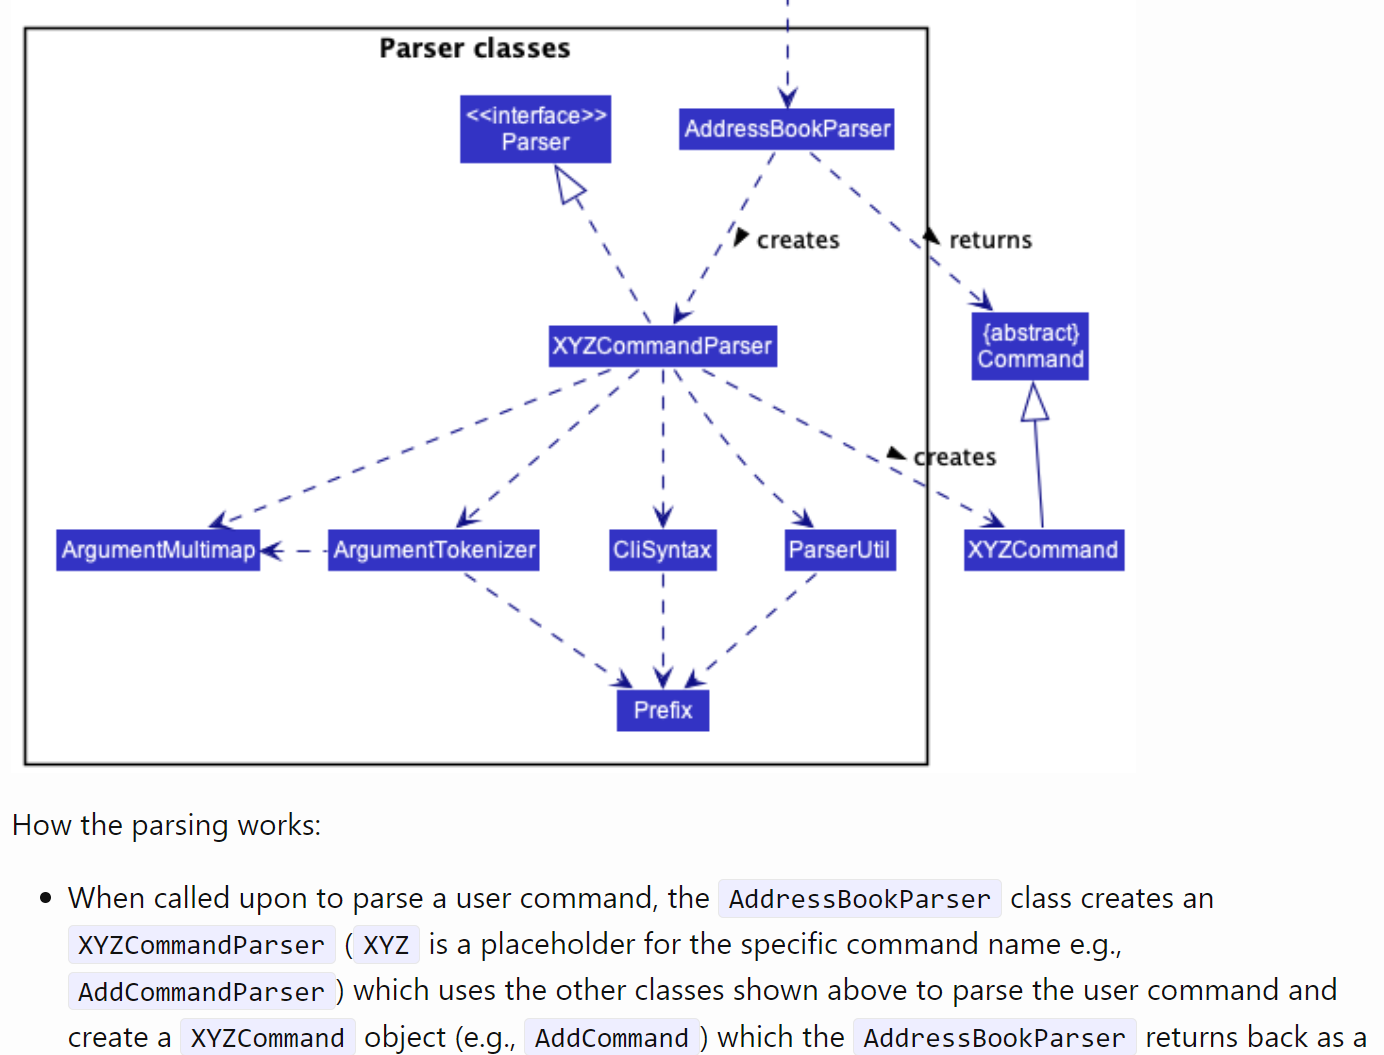 Parser classes
<<interface>>
Parser
AddressBookParser
creates
returns
XYZCommandParser
{abstract}
Command
creates
ArgumentMultimap
ArgumentTokenizer
CliSyntax
ParserUtil
XYZCommand
Prefix
How the parsing works:
• When called upon to parse a user command, the AddressBookParser class creates an
XYZCommandParser (XYZ is a placeholder for the specific command name e.g.,
AddCommandParser) which uses the other classes shown above to parse the user command and
create a XYZCommand object (e.g., AddCommand) which the AddressBookParser returns back as a